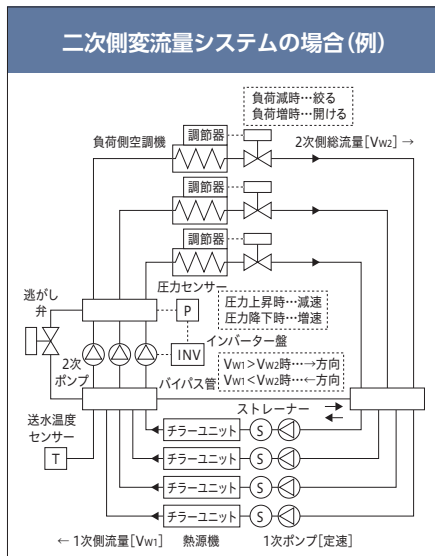 二次側変流量システムの場合(例)
負荷減時…絞る
負荷増時…開ける
負荷側空調機
調節器
2次側総流量[VW2] →
調節器
調節器
圧力センサー
逃がし
弁
P
圧力上昇時…減速
圧力降下時…増速
INV
インバーター盤
2次
ポンプ
VW1>VW2時…→方向
VW1<VW2時…←方向
バイパス管
送水温度
センサー
T
ストレーナー
チラーユニット
S
チラーユニット
S
チラーユニット
S
チラーユニット
S
← 1次側流量[VW1]
熱源機
1次ポンプ[定速]